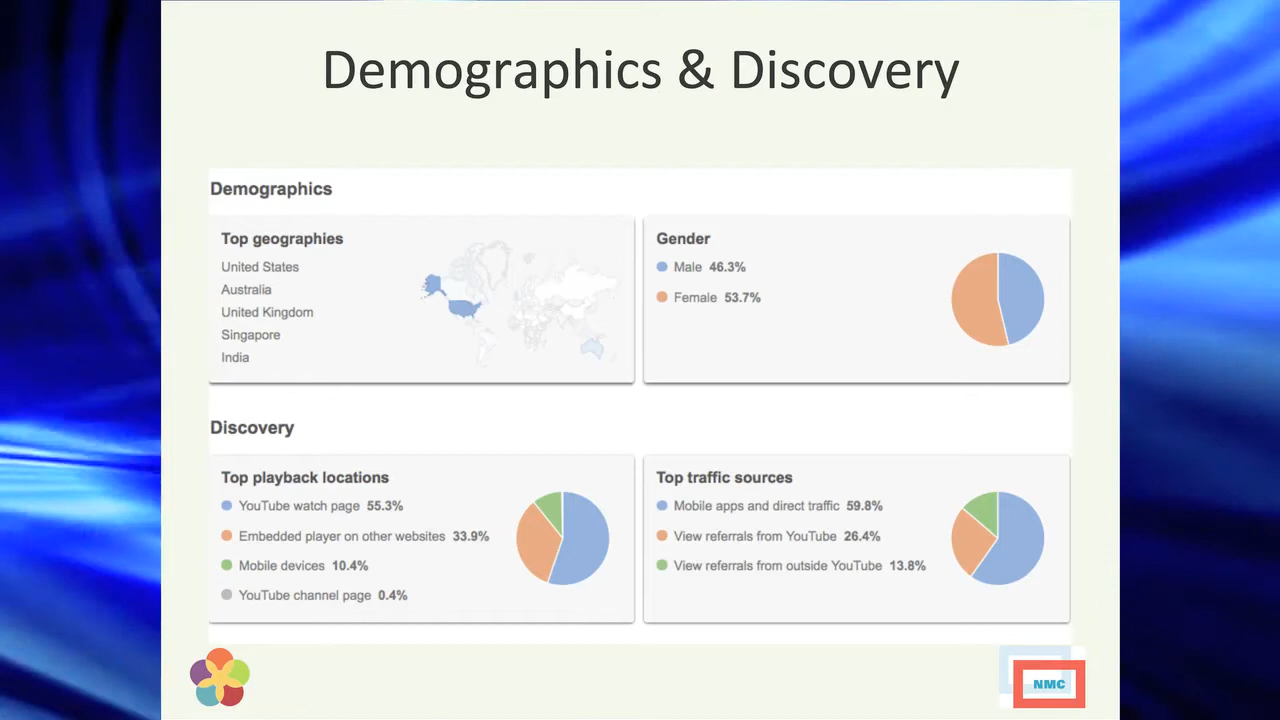 Demographics & Discovery
Demographics
Top geographies
United States
Australia
United Kingdom
Singapore
India
Gender
Male 46.3%
Female 53.7%
Discovery
Top playback locations
YouTube watch page 55.3%
Embedded player on other websites 33.9%
Mobile devices 10.4%
YouTube channel page 0.4%
Top traffic sources
Mobile apps and direct traffic 59.8%
View referrals from YouTube 26.4%
View referrals from outside YouTube 13.8%
NMC